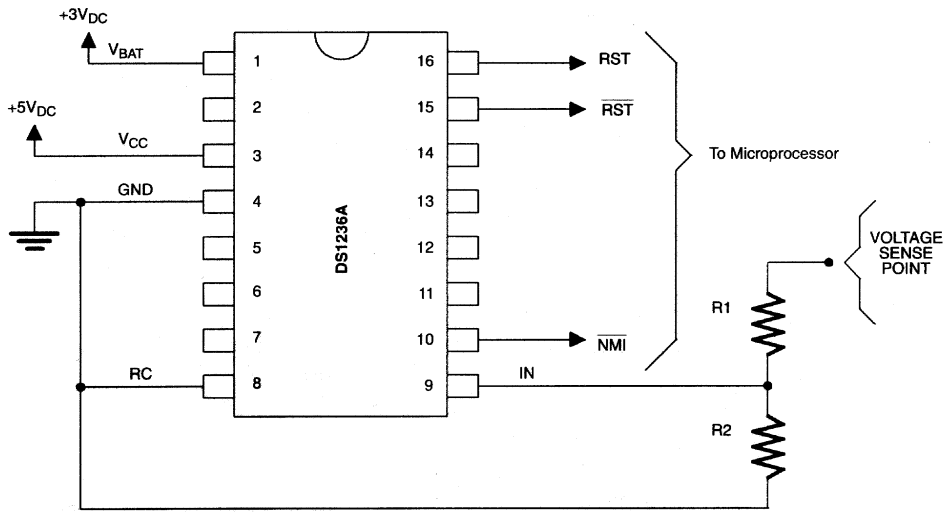 +3VDC
VBAT
1
16
RST
2
15
RST
+5VDC
VCC
3
14
To Microprocessor
GND
4
13
DS1236A
5
12
VOLTAGE
SENSE
POINT
6
11
R1
7
10
NMI
RC
8
9
IN
R2